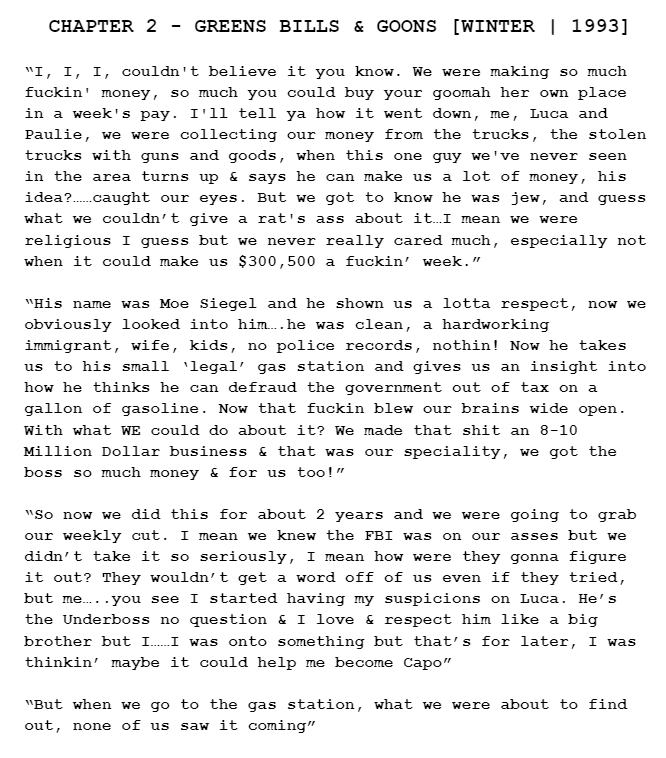 CHAPTER 2 - GREENS BILLS & GOONS [WINTER | 1993]
“I, I, I, couldn't believe it you know. We were making so much
fuckin' money, so much you could buy your goomah her own place
in a week's pay. I'll tell ya how it went down, me, Luca and
Paulie, we were collecting our money from the trucks, the stolen
trucks with guns and goods, when this one guy we've never seen
in the area turns up & says he can make us a lot of money, his
idea?……caught our eyes. But we got to know he was jew, and guess
what we couldn’t give a rat's ass about it…I mean we were
religious I guess but we never really cared much, especially not
when it could make us $300,500 a fuckin’ week.”
“His name was Moe Siegel and he shown us a lotta respect, now we
obviously looked into him….he was clean, a hardworking
immigrant, wife, kids, no police records, nothin! Now he takes
us to his small ‘legal’ gas station and gives us an insight into
how he thinks he can defraud the government out of tax on a
gallon of gasoline. Now that fuckin blew our brains wide open.
With what WE could do about it? We made that shit an 8-10
Million Dollar business & that was our speciality, we got the
boss so much money & for us too!”
“So now we did this for about 2 years and we were going to grab
our weekly cut. I mean we knew the FBI was on our asses but we
didn’t take it so seriously, I mean how were they gonna figure
it out? They wouldn’t get a word off of us even if they tried,
but me…..you see I started having my suspicions on Luca. He’s
the Underboss no question & I love & respect him like a big
brother but I……I was onto something but that’s for later, I was
thinkin’ maybe it could help me become Capo”
“But when we go to the gas station, what we were about to find
out, none of us saw it coming”